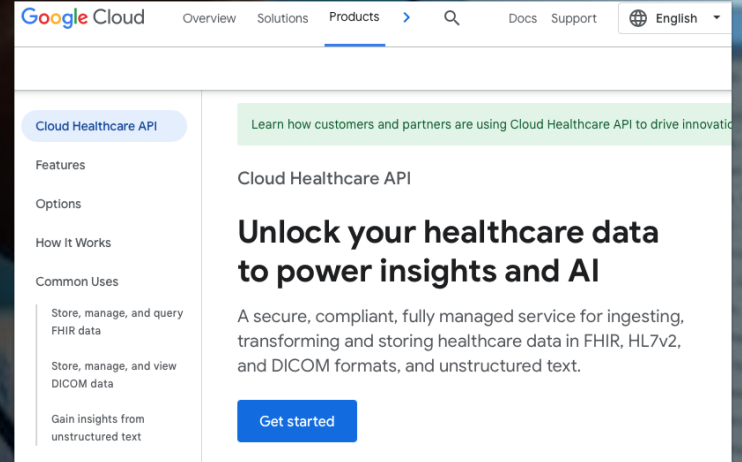 Google Cloud
Overview Solutions Products Docs Support English
Cloud Healthcare API
Features
Options
How It Works
Common Uses
Store, manage, and query
FHIR data
Store, manage, and view
DICOM data
Gain insights from
unstructured text
Learn how customers and partners are using Cloud Healthcare API to drive innovatio
Cloud Healthcare API
Unlock your healthcare data
to power insights and AI
A secure, compliant, fully managed service for ingesting,
transforming and storing healthcare data in FHIR, HL7v2,
and DICOM formats, and unstructured text.
Get started